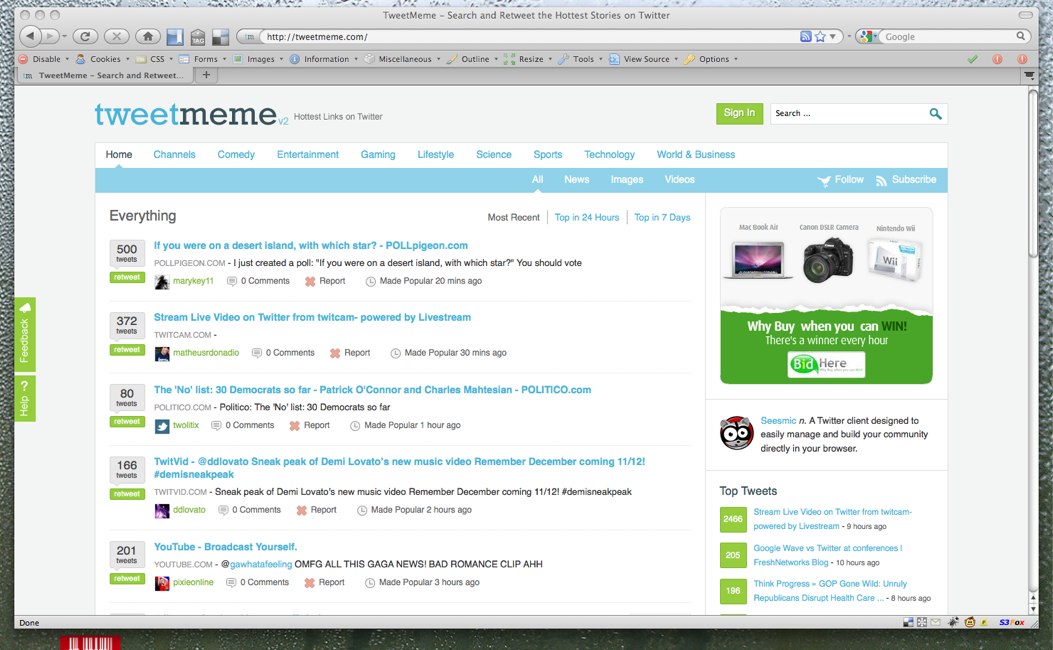 TweetMeme – Search and Retweet the Hottest Stories on Twitter
http://tweetmeme.com/
Google
Disable Cookies CSS Forms Images Information Miscellaneous Outline Resize Tools View Source Options
TweetMeme – Search and Retweet...
tweetmeme v2 Hottest Links on Twitter
Sign In
Search ...
Home Channels Comedy Entertainment Gaming Lifestyle Science Sports Technology World & Business
All News Images Videos Follow Subscribe
Everything
Most Recent Top in 24 Hours Top in 7 Days
500 tweets
retweet
If you were on a desert island, with which star? - POLLpigeon.com
POLLPIGEON.COM - I just created a poll: "If you were on a desert island, with which star?" You should vote
marykey11 0 Comments Report Made Popular 20 mins ago
372 tweets
retweet
Stream Live Video on Twitter from twitcam- powered by Livestream
TWITCAM.COM -
matheusrdonadio 0 Comments Report Made Popular 30 mins ago
80 tweets
retweet
The 'No' list: 30 Democrats so far - Patrick O'Connor and Charles Mahtesian - POLITICO.com
POLITICO.COM - Politico: The 'No' list: 30 Democrats so far
twolitix 0 Comments Report Made Popular 1 hour ago
166 tweets
retweet
TwitVid - @ddlovato Sneak peak of Demi Lovato's new music video Remember December coming 11/12!
#demisneakpeak
TWITVID.COM - Sneak peak of Demi Lovato's new music video Remember December coming 11/12! #demisneakpeak
ddlovato 0 Comments Report Made Popular 2 hours ago
201 tweets
retweet
YouTube - Broadcast Yourself.
YOUTUBE.COM - @gawhatafeeling OMFG ALL THIS GAGA NEWS! BAD ROMANCE CLIP AHH
pixieonline 0 Comments Report Made Popular 3 hours ago
Feedback
Help ?
Mac Book Air Canon DSLR Camera Nintendo Wii
Wii
Why Buy when you can WIN!
There's a winner every hour
Bid Here
Seesmic n. A Twitter client designed to
easily manage and build your community
directly in your browser.
Top Tweets
2466
Stream Live Video on Twitter from twitcam-
powered by Livestream - 9 hours ago
205
Google Wave vs Twitter at conferences |
FreshNetworks Blog - 10 hours ago
198
Think Progress » GOP Gone Wild: Unruly
Republicans Disrupt Health Care ... - 8 hours ago
Done
S3Fox